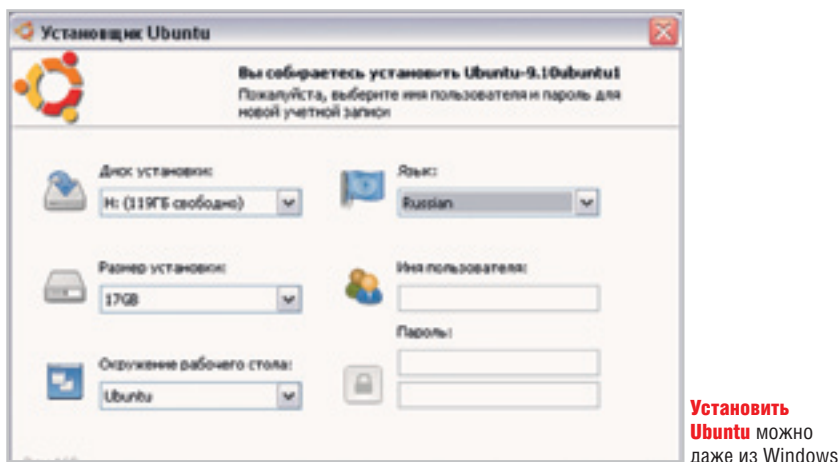 Установщик Ubuntu
Вы собираетесь установить Ubuntu-9.10ubuntu1
Пожалуйста, выберите имя пользователя и пароль для
новой учетной записи
Диск установки:
H: (119ГБ свободно)
Язык:
Russian
Размер установки:
17GB
Имя пользователя:
Пароль:
Окружение рабочего стола:
Ubuntu
Установить
Ubuntu можно
даже из Windows